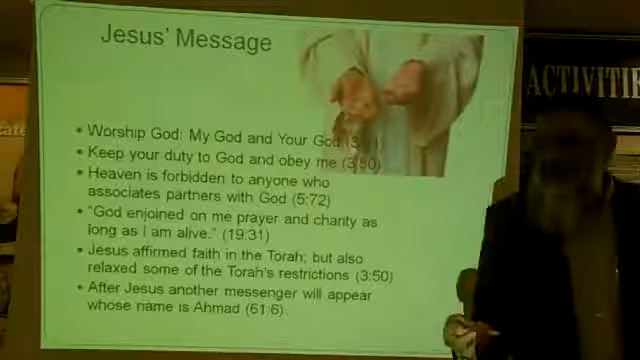 Jesus' Message
• Worship God: My God and Your God
• Keep your duty to God and obey me (3:50)
• Heaven is forbidden to anyone who
associates partners with God (5:72)
• "God enjoined on me prayer and charity as
long as I am alive." (19:31)
• Jesus affirmed faith in the Torah; but also
relaxed some of the Torah's restrictions (3:50)
• After Jesus another messenger will appear
whose name is Ahmad (61:6)